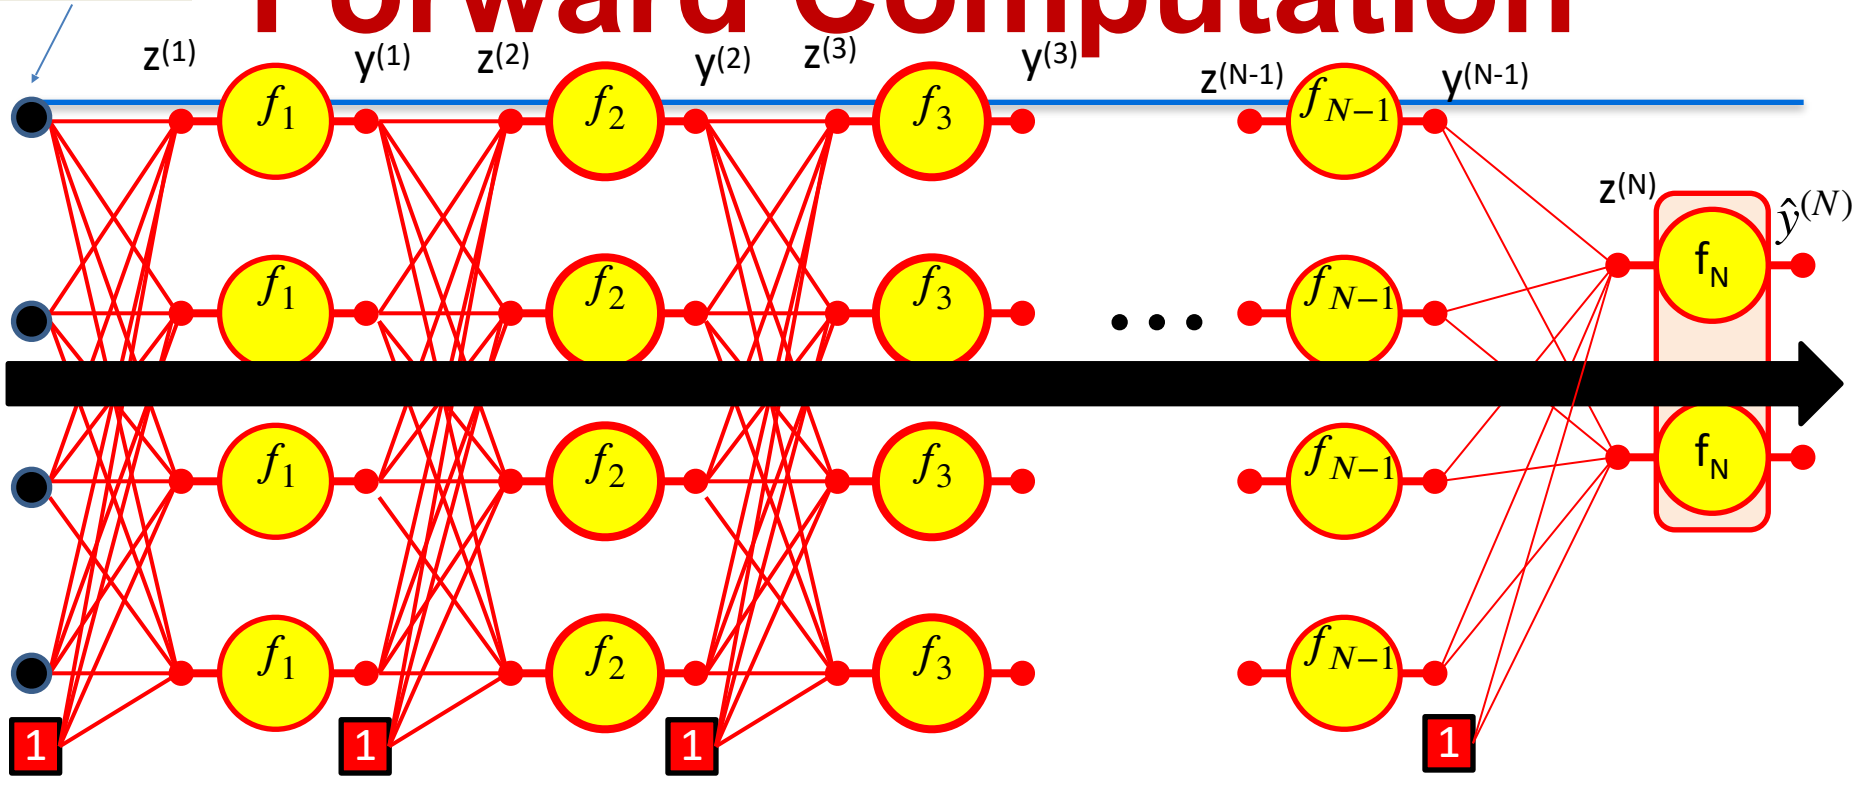 Forward Computation
z(1) y(1) z(2) y(2) z(3) y(3) z(N-1) y(N-1)
f1 f2 f3 fN−1
z(N) ŷ(N)
fN
f1 f2 f3 ... fN−1
fN
f1 f2 f3 fN−1
f1 f2 f3 fN−1
1 1 1 1